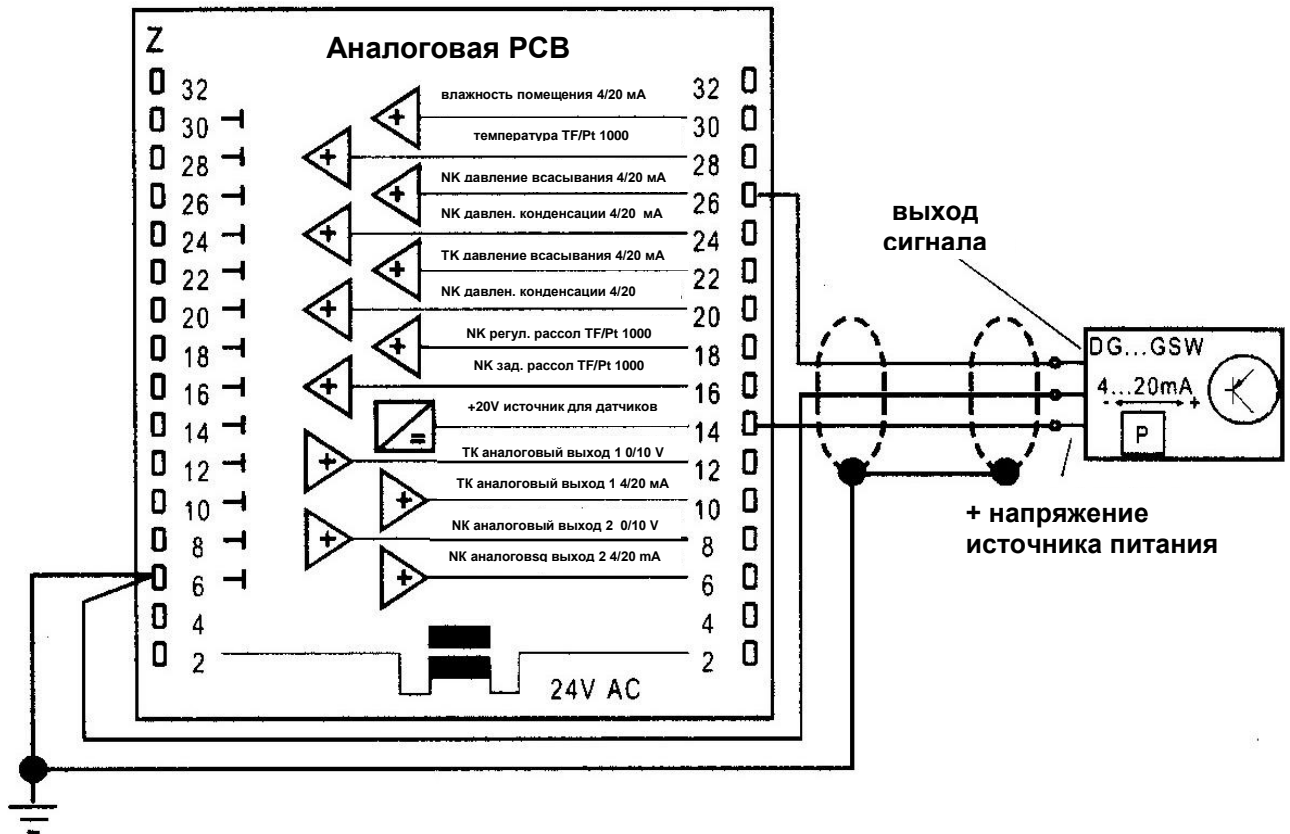 Z
Аналоговая PCB
32 влажность помещения 4/20 мА 32
30 30
температура TF/Pt 1000
28 28
NK давление всасывания 4/20 мА
26 26
NK давлен. конденсации 4/20 мА
24 24
ТК давление всасывания 4/20 мА
22 22
NK давлен. конденсации 4/20
20 20
NK регул. рассол TF/Pt 1000
18 18
NK зад. рассол TF/Pt 1000
16 16
+20V источник для датчиков
14 14
ТК аналоговый выход 1 0/10 V
12 12
ТК аналоговый выход 1 4/20 мА
10 10
NK аналоговый выход 2 0/10 V
8 8
NK аналоговsq выход 2 4/20 mA
6 6
4 4
2 2
24V AC
выход
сигнала
DG...GSW
4...20mA
- +
P
+ напряжение
источника питания